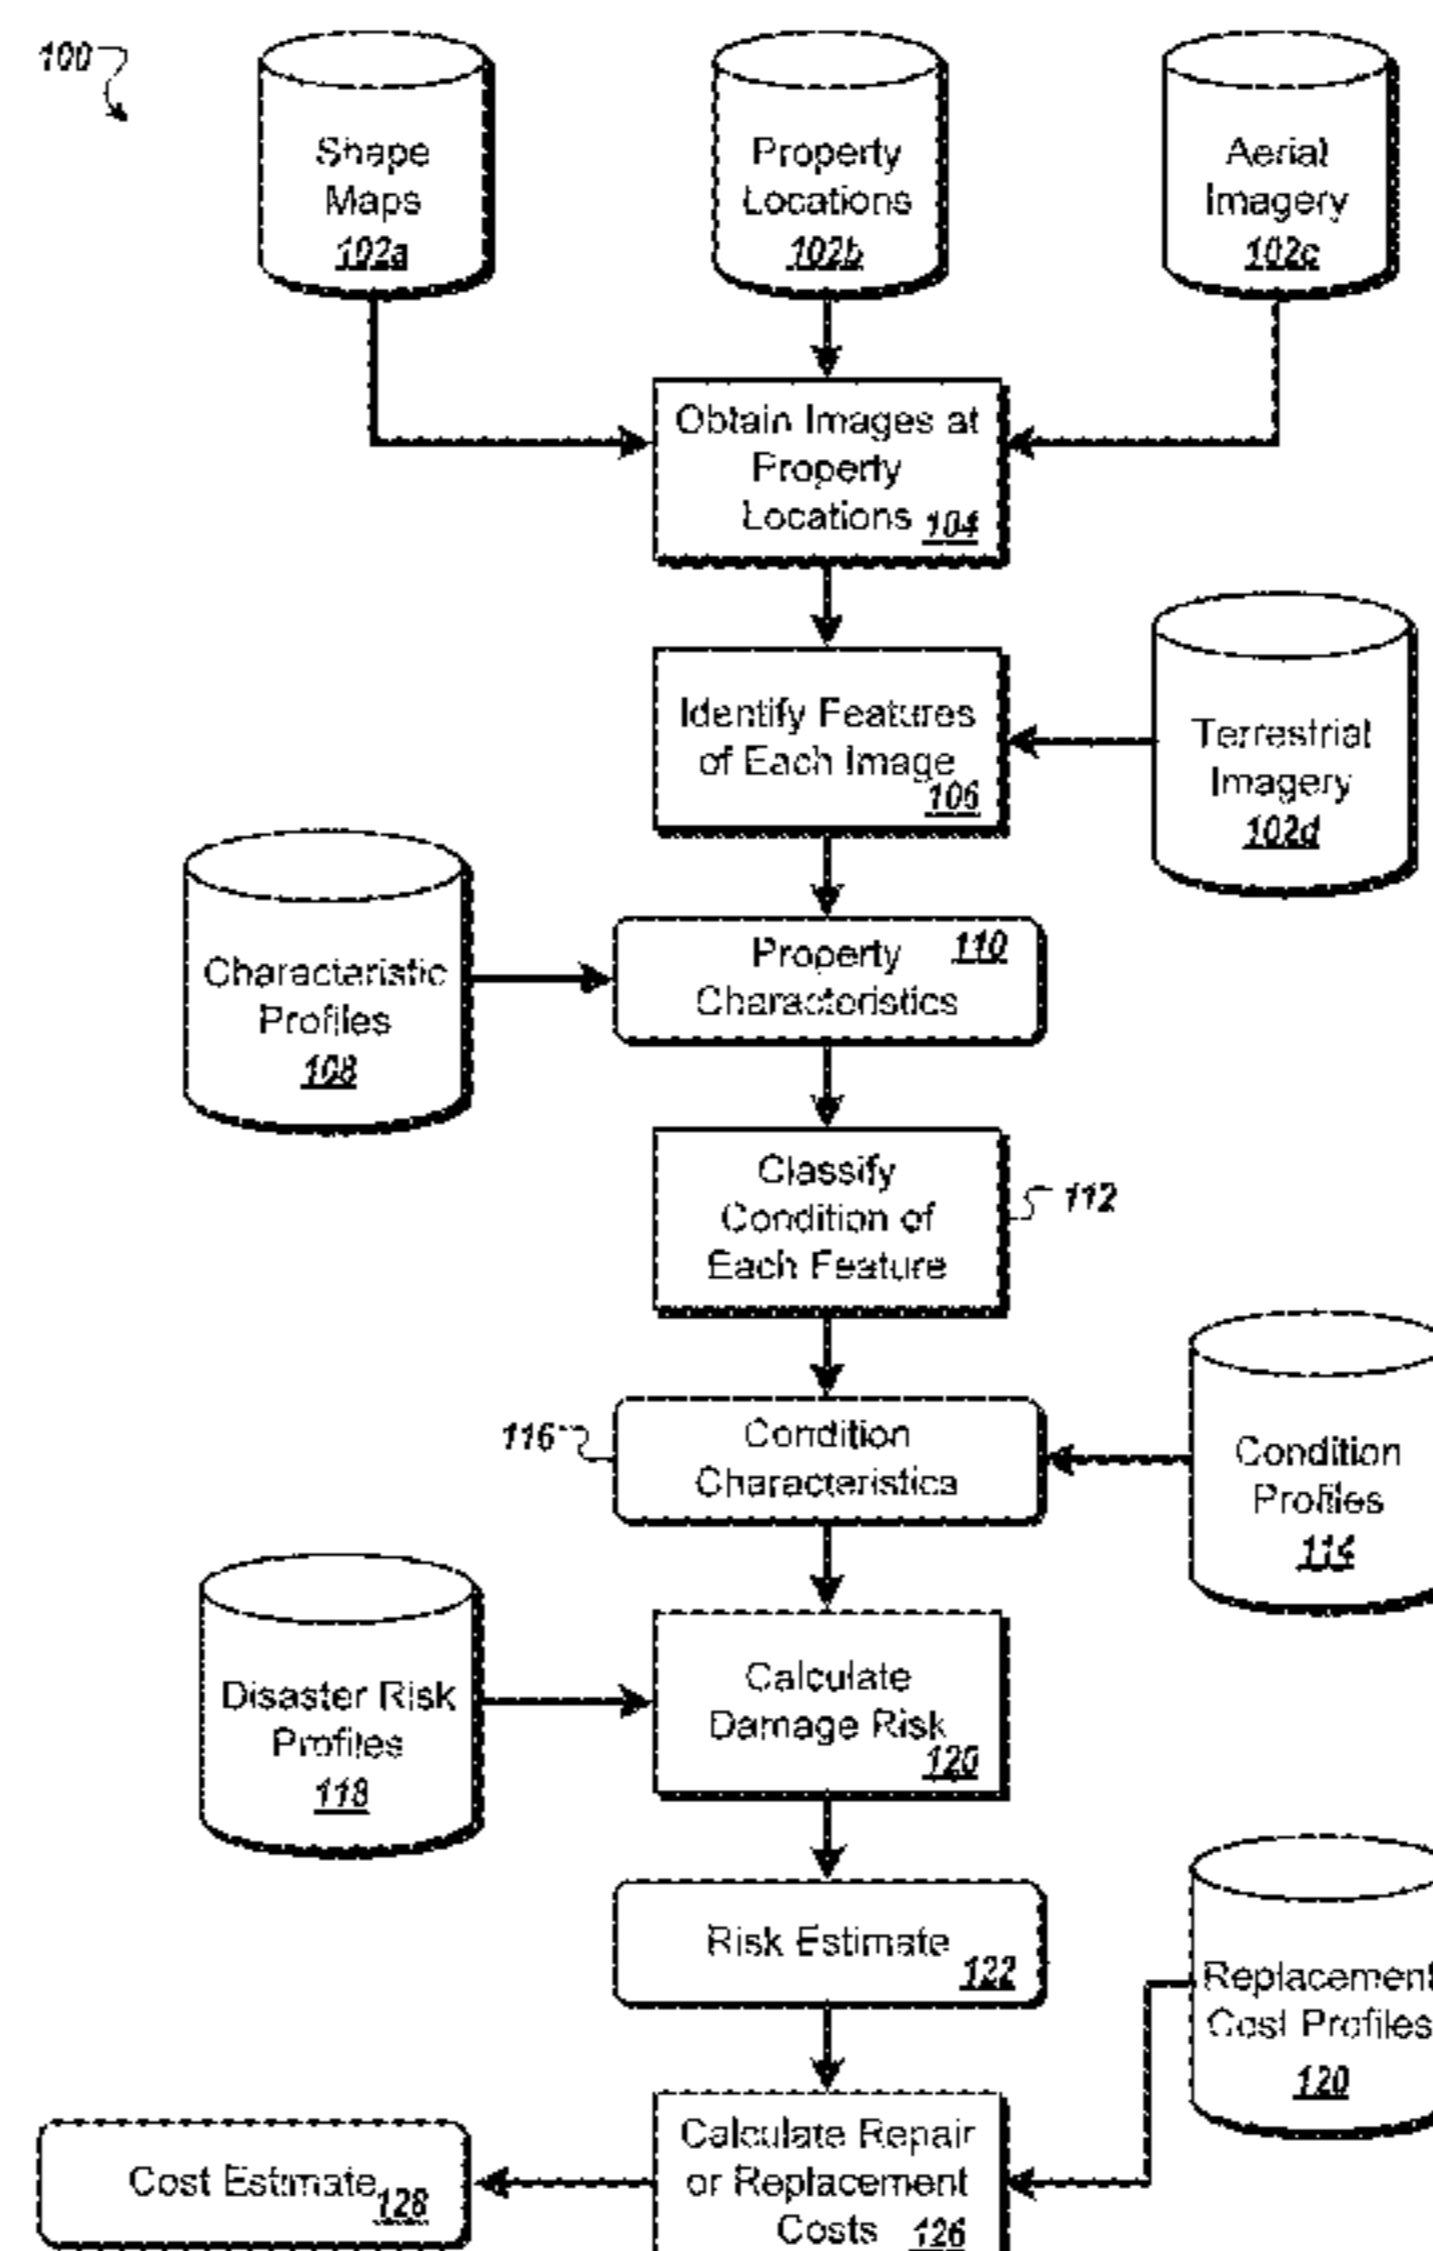 100
Shape
Maps
102a
Property
Locations
102b
Aerial
Imagery
102c
Obtain Images at
Property
Locations 104
Identify Features
of Each Image
106
Terrestrial
Imagery
102d
Characteristic
Profiles
108
Property 110
Characteristics
Classify
Condition of
Each Feature
112
116
Condition
Characteristics
Condition
Profiles
114
Disaster Risk
Profiles
118
Calculate
Damage Risk
120
Risk Estimate 122
Replacement
Cost Profiles
120
Calculate Repair
or Replacement
Costs 126
Cost Estimate 128